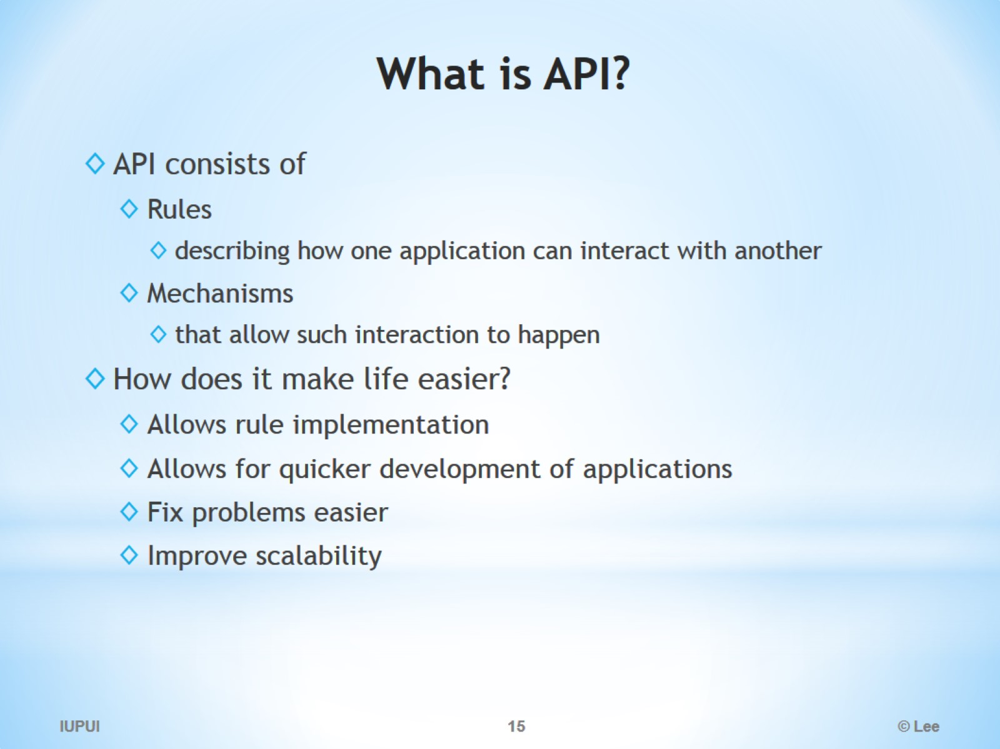 What is API?
API consists of
Rules
describing how one application can interact with another
Mechanisms
that allow such interaction to happen
How does it make life easier?
Allows rule implementation
Allows for quicker development of applications
Fix problems easier
Improve scalability
IUPUI 15 © Lee